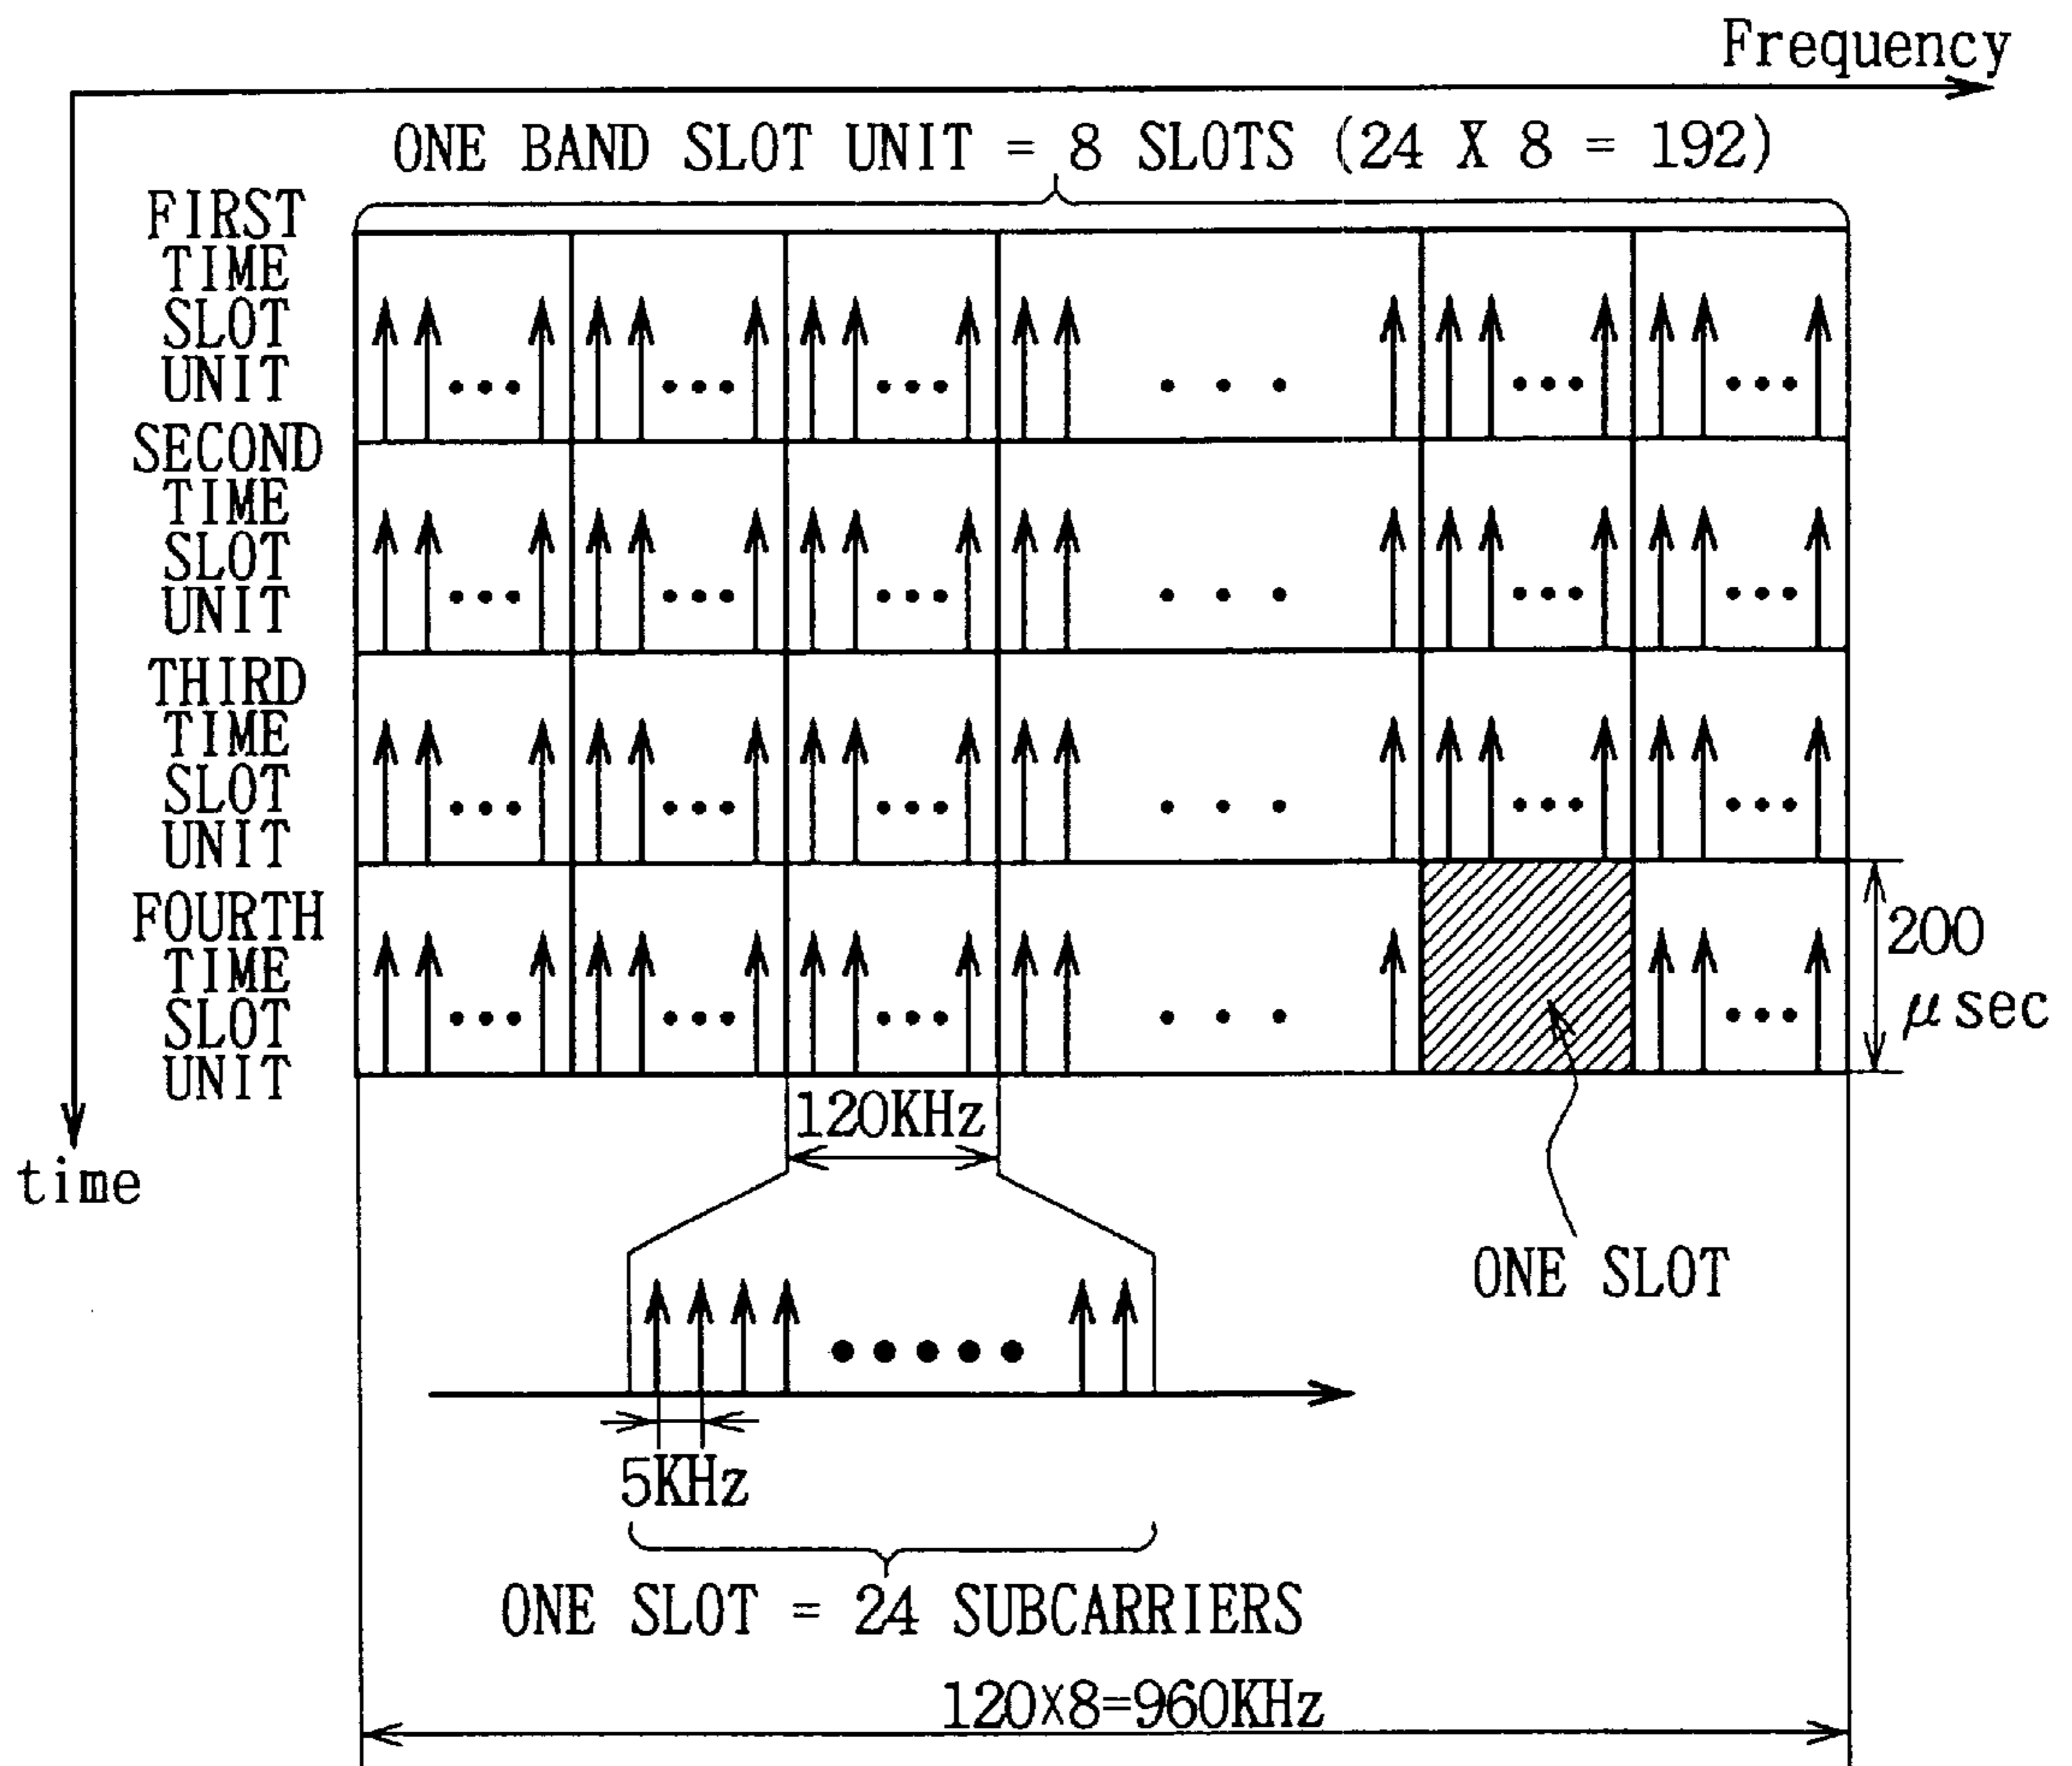 Frequency
ONE BAND SLOT UNIT = 8 SLOTS (24 X 8 = 192)
FIRST
TIME
SLOT
UNIT
SECOND
TIME
SLOT
UNIT
THIRD
TIME
SLOT
UNIT
FOURTH
TIME
SLOT
UNIT
200
μsec
120KHz
time
ONE SLOT
5KHz
ONE SLOT = 24 SUBCARRIERS
120X8=960KHz